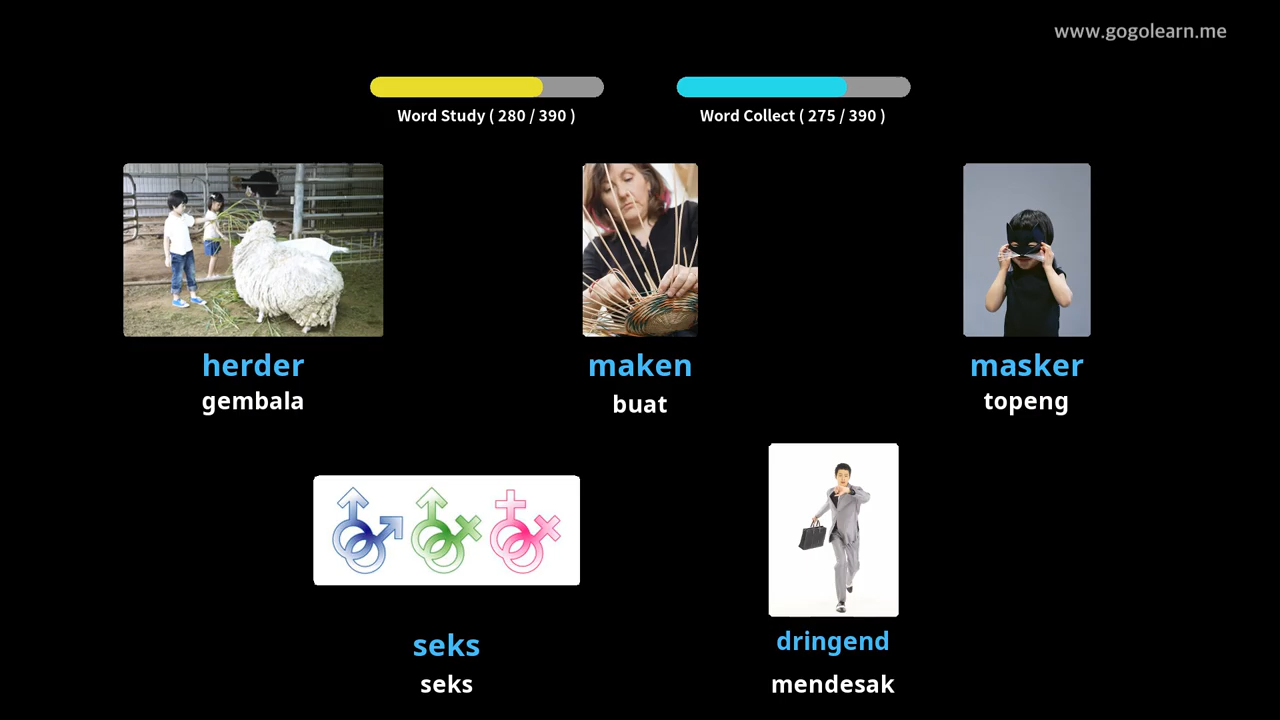 www.gogolearn.me
Word Study ( 280 / 390 )
Word Collect ( 275 / 390 )
herder
gembala
maken
buat
masker
topeng
seks
seks
dringend
mendesak